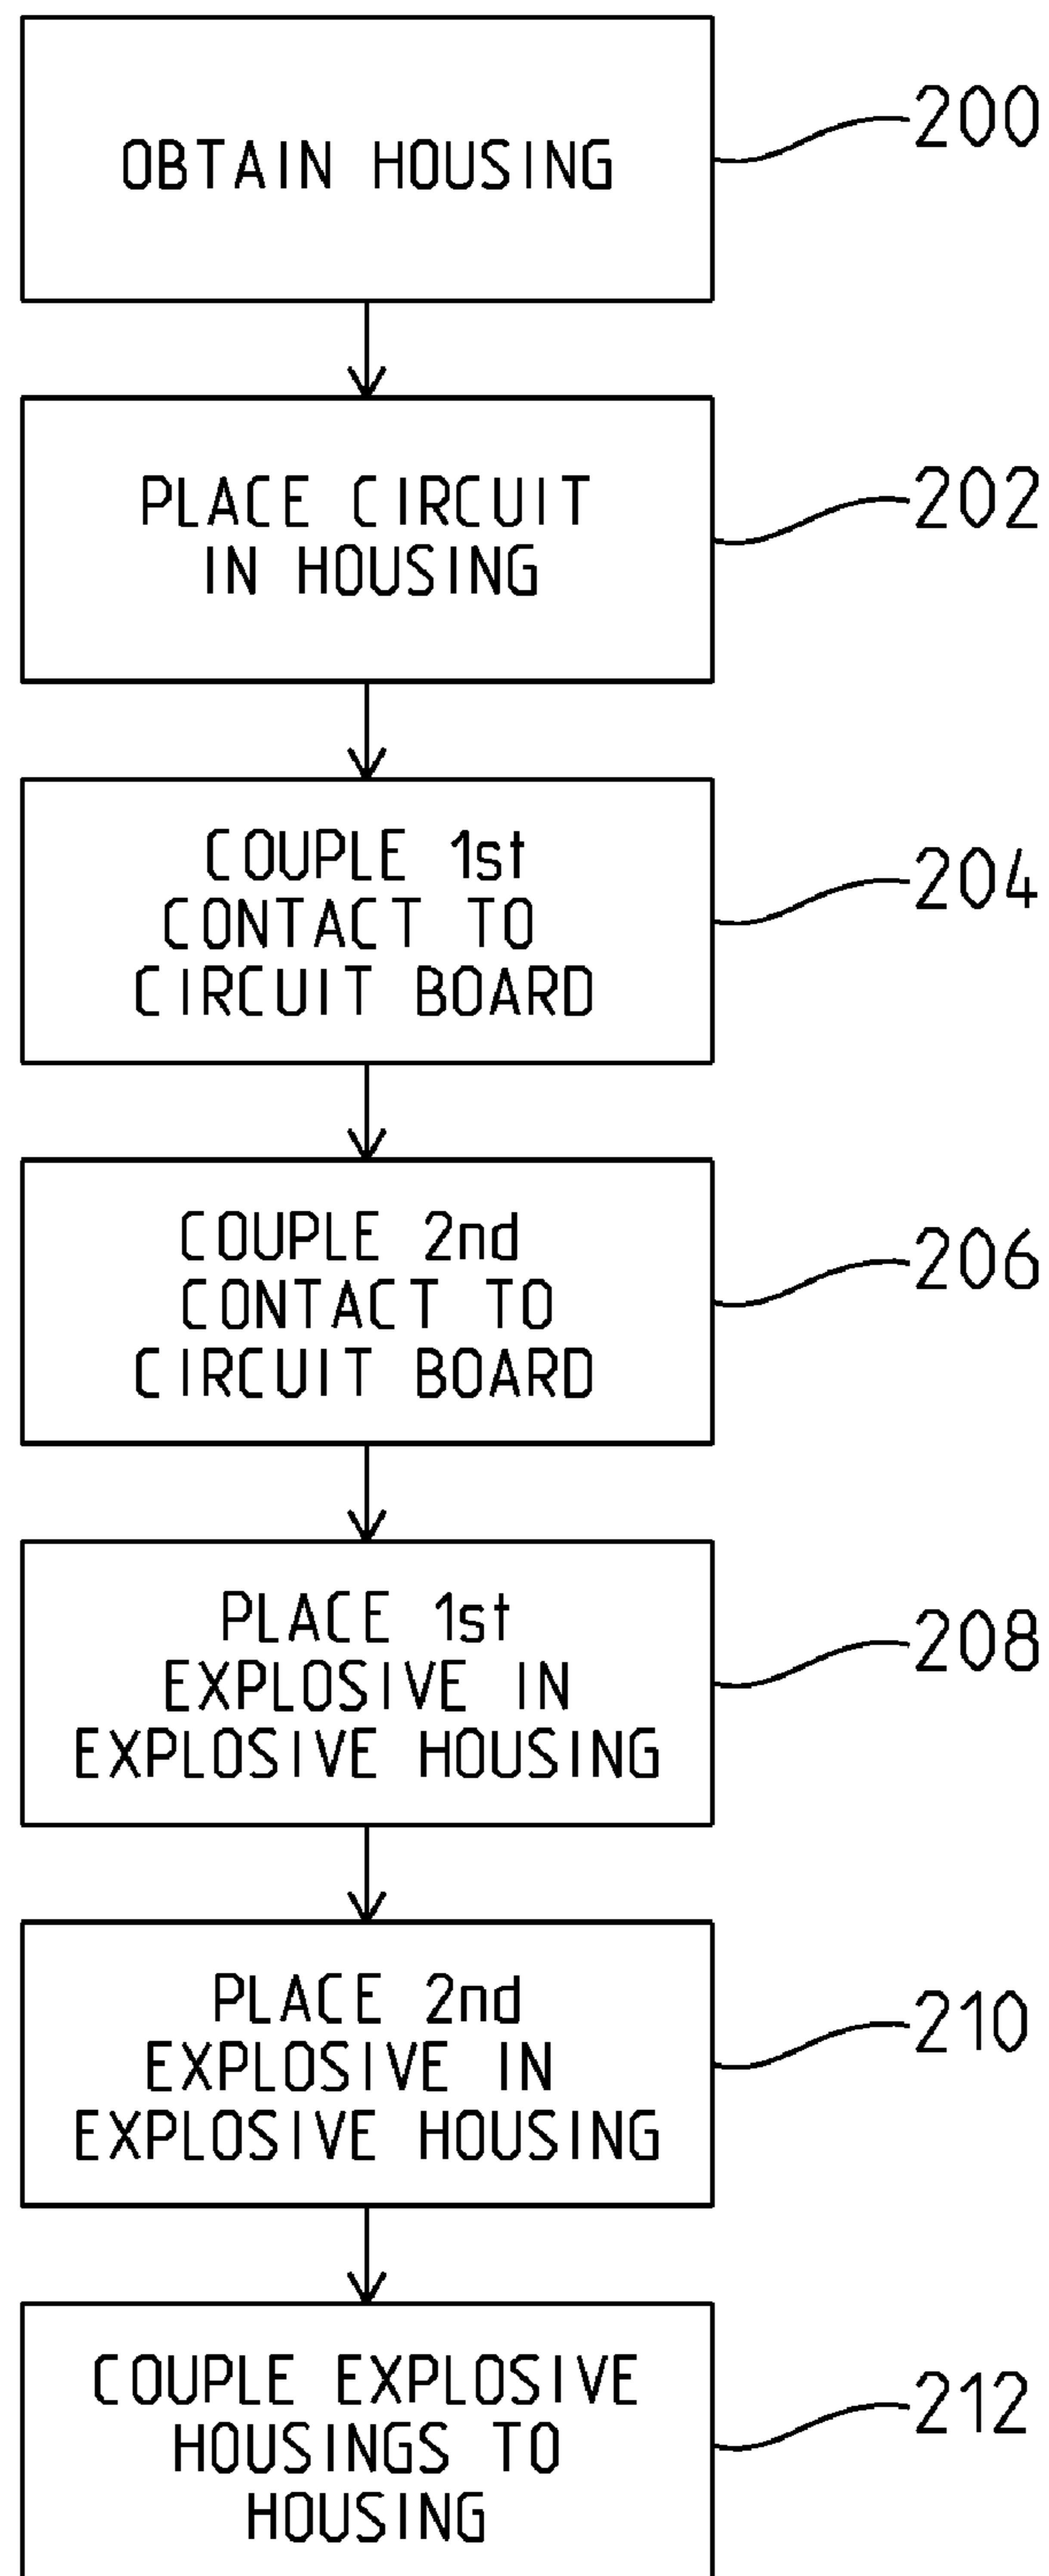 OBTAIN HOUSING
200
PLACE CIRCUIT
IN HOUSING
202
COUPLE 1st
CONTACT TO
CIRCUIT BOARD
204
COUPLE 2nd
CONTACT TO
CIRCUIT BOARD
206
PLACE 1st
EXPLOSIVE IN
EXPLOSIVE HOUSING
208
PLACE 2nd
EXPLOSIVE IN
EXPLOSIVE HOUSING
210
COUPLE EXPLOSIVE
HOUSINGS TO
HOUSING
212